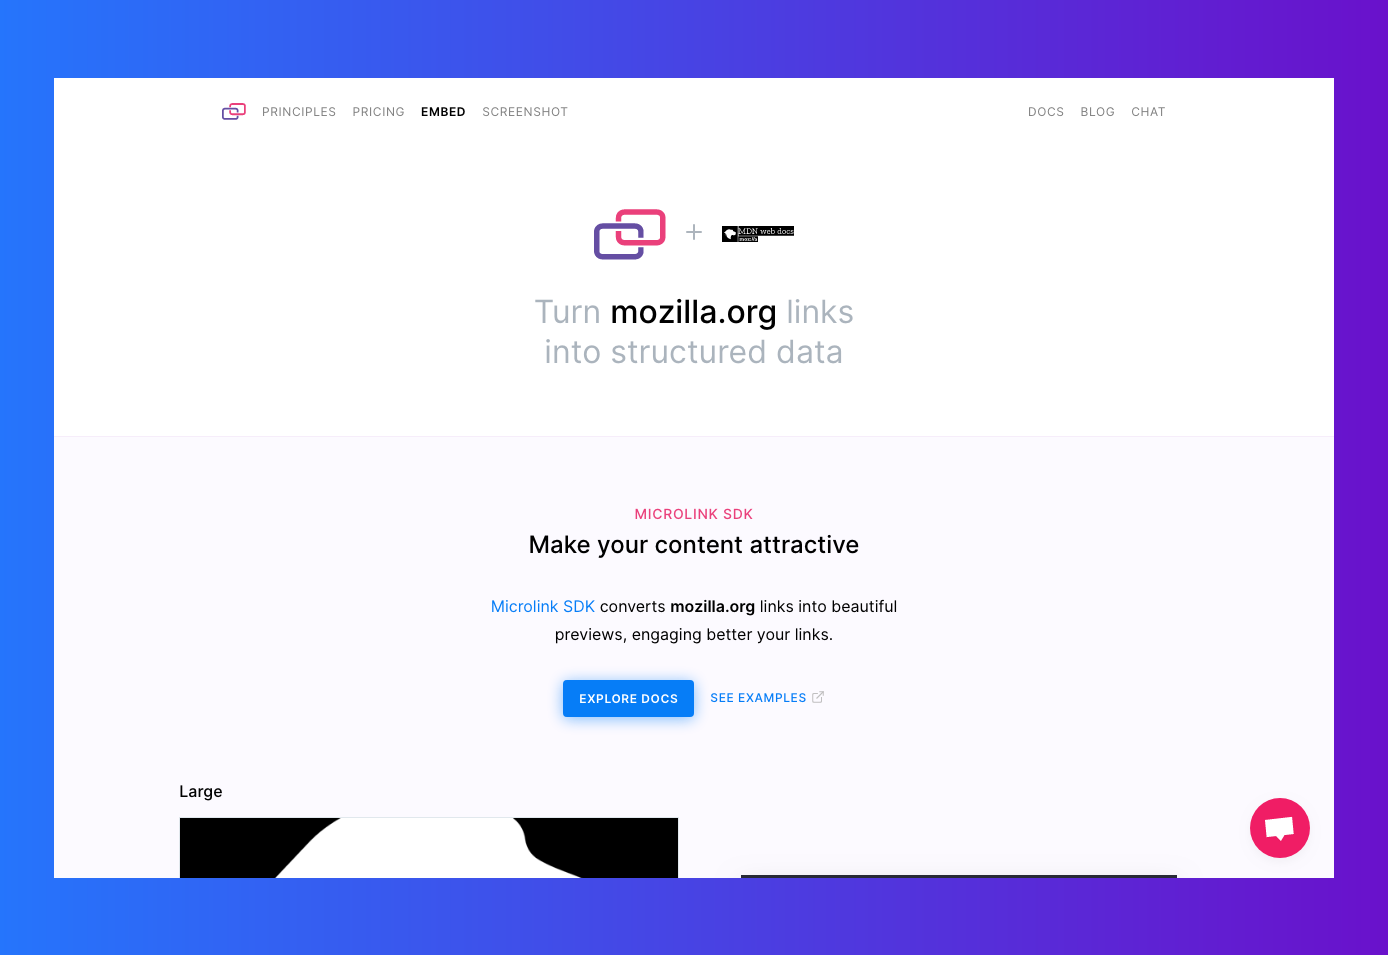 PRINCIPLES PRICING EMBED SCREENSHOT DOCS BLOG CHAT
MDN web docs
mozilla
Turn mozilla.org links
into structured data
MICROLINK SDK
Make your content attractive
Microlink SDK converts mozilla.org links into beautiful
previews, engaging better your links.
EXPLORE DOCS SEE EXAMPLES
Large